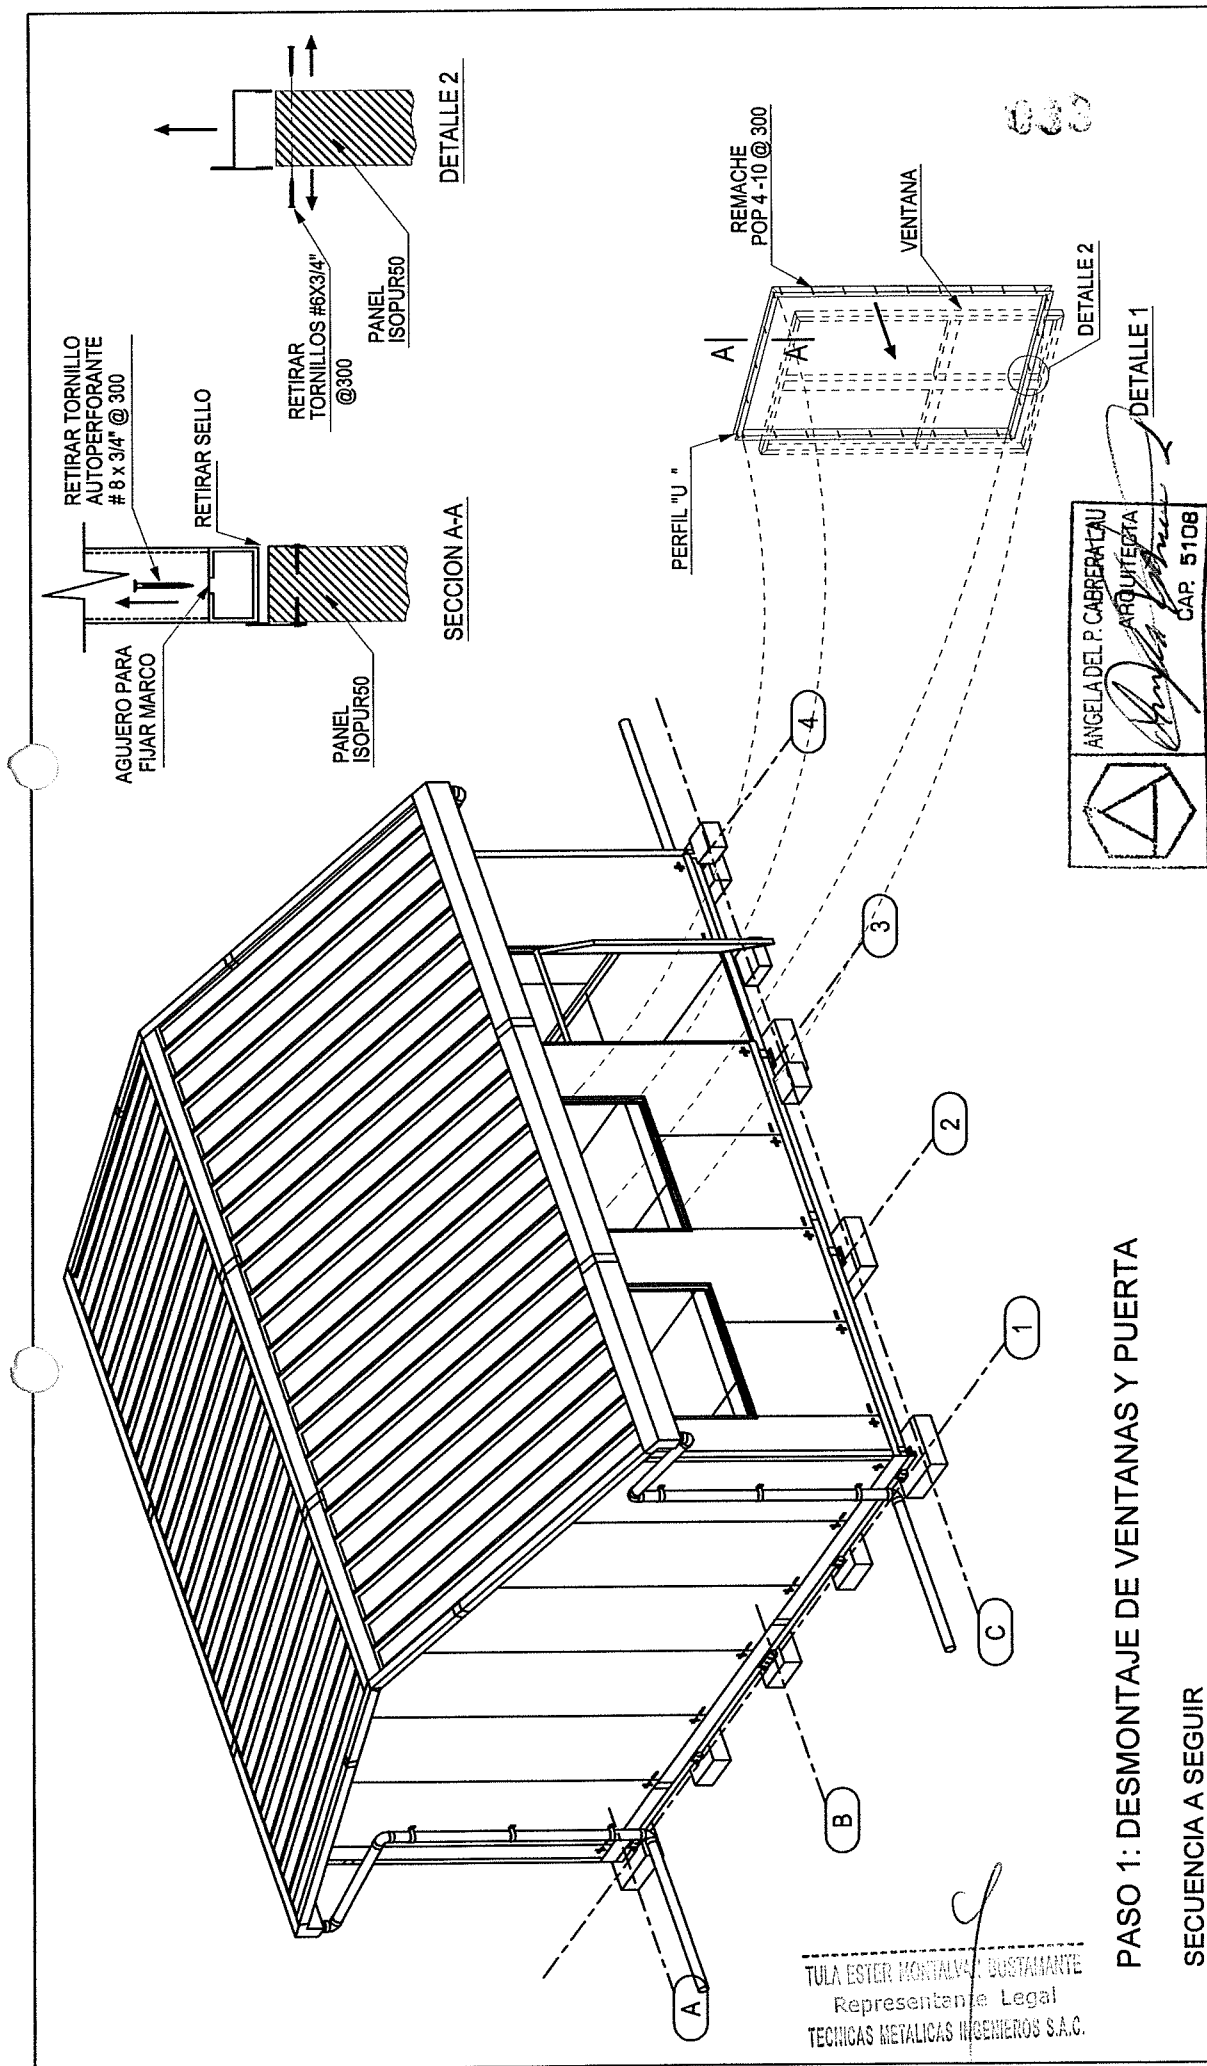 RETIRAR TORNILLO
AUTOPERFORANTE
# 8 x 3/4" @ 300
RETIRAR SELLO
AGUJERO PARA
FIJAR MARCO
PANEL
ISOPUR50
SECCION A-A
RETIRAR
TORNILLOS #6X3/4"
@300
PANEL
ISOPUR50
DETALLE 2
REMACHE
POP 4 -10 @ 300
VENTANA
PERFIL "U"
A
A
DETALLE 2
DETALLE 1
4
3
2
1
A
B
C
ANGELA DEL P. CABRERA LAU
ARQUITECTA
CAP. 5108
TULA ESTER BUSTAMANTE
Representante Legal
TECNICAS METALICAS INGENIEROS S.A.C.
PASO 1: DESMONTAJE DE VENTANAS Y PUERTA
SECUENCIA A SEGUIR